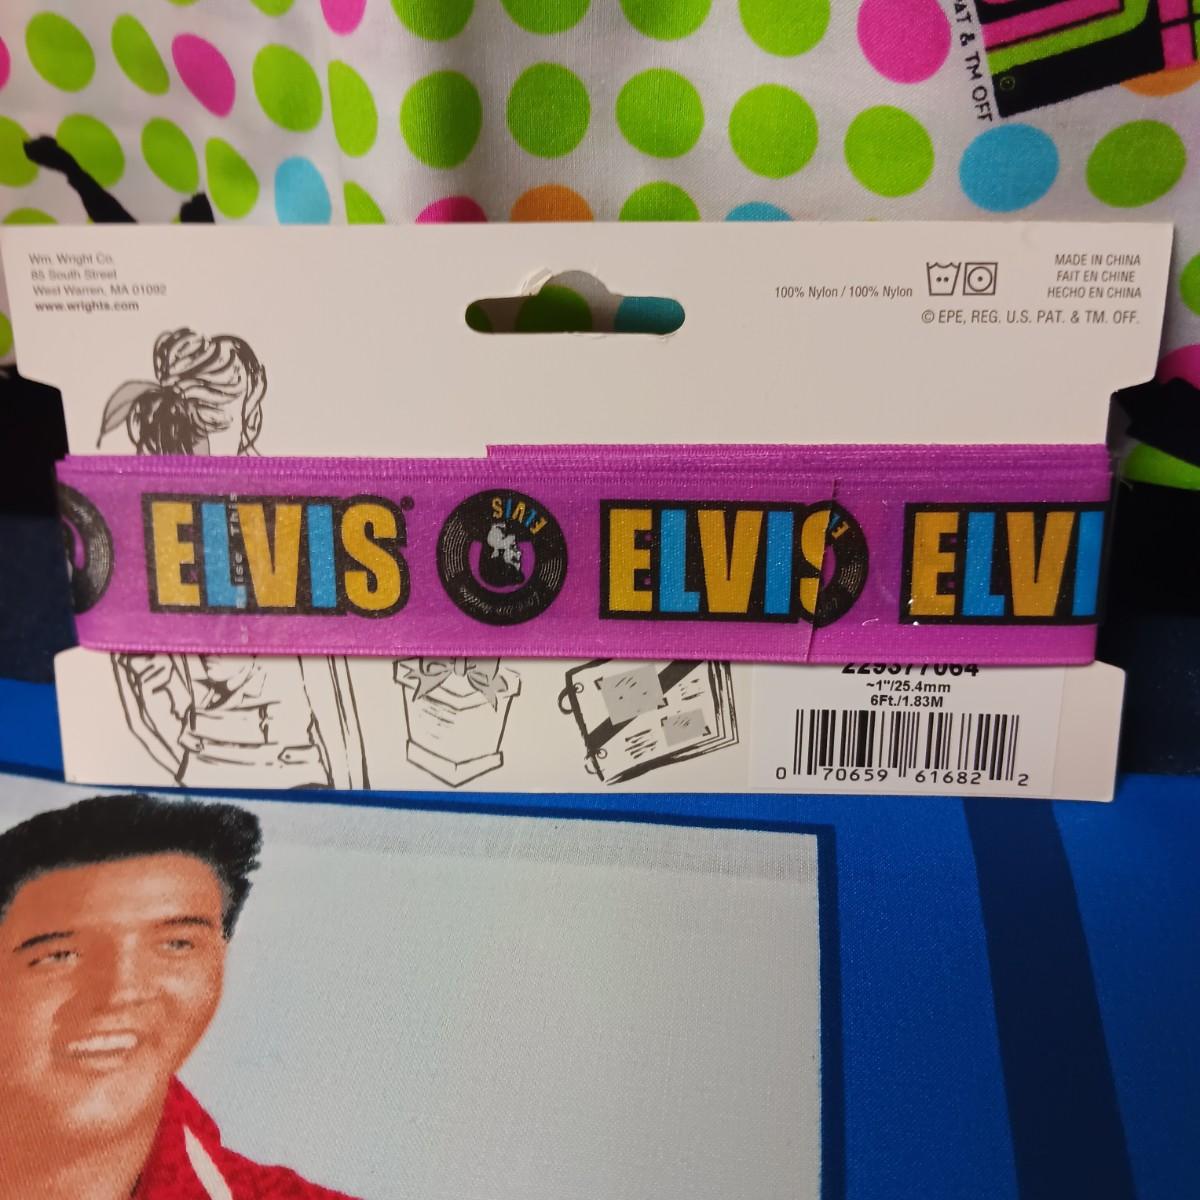 PAT & TM OFF
©
Wm. Wright Co.
85 South Street
West Warren, MA 01092
www.wrights.com
100% Nylon / 100% Nylon
MADE IN CHINA
FAIT EN CHINE
HECHO EN CHINA
© EPE, REG. U.S. PAT. & TM. OFF.
ELVIS® ELVIS ELVIS ELVIS ELVI
229377064
~1"/25.4mm
6Ft./1.83M
0 70659 61682 2